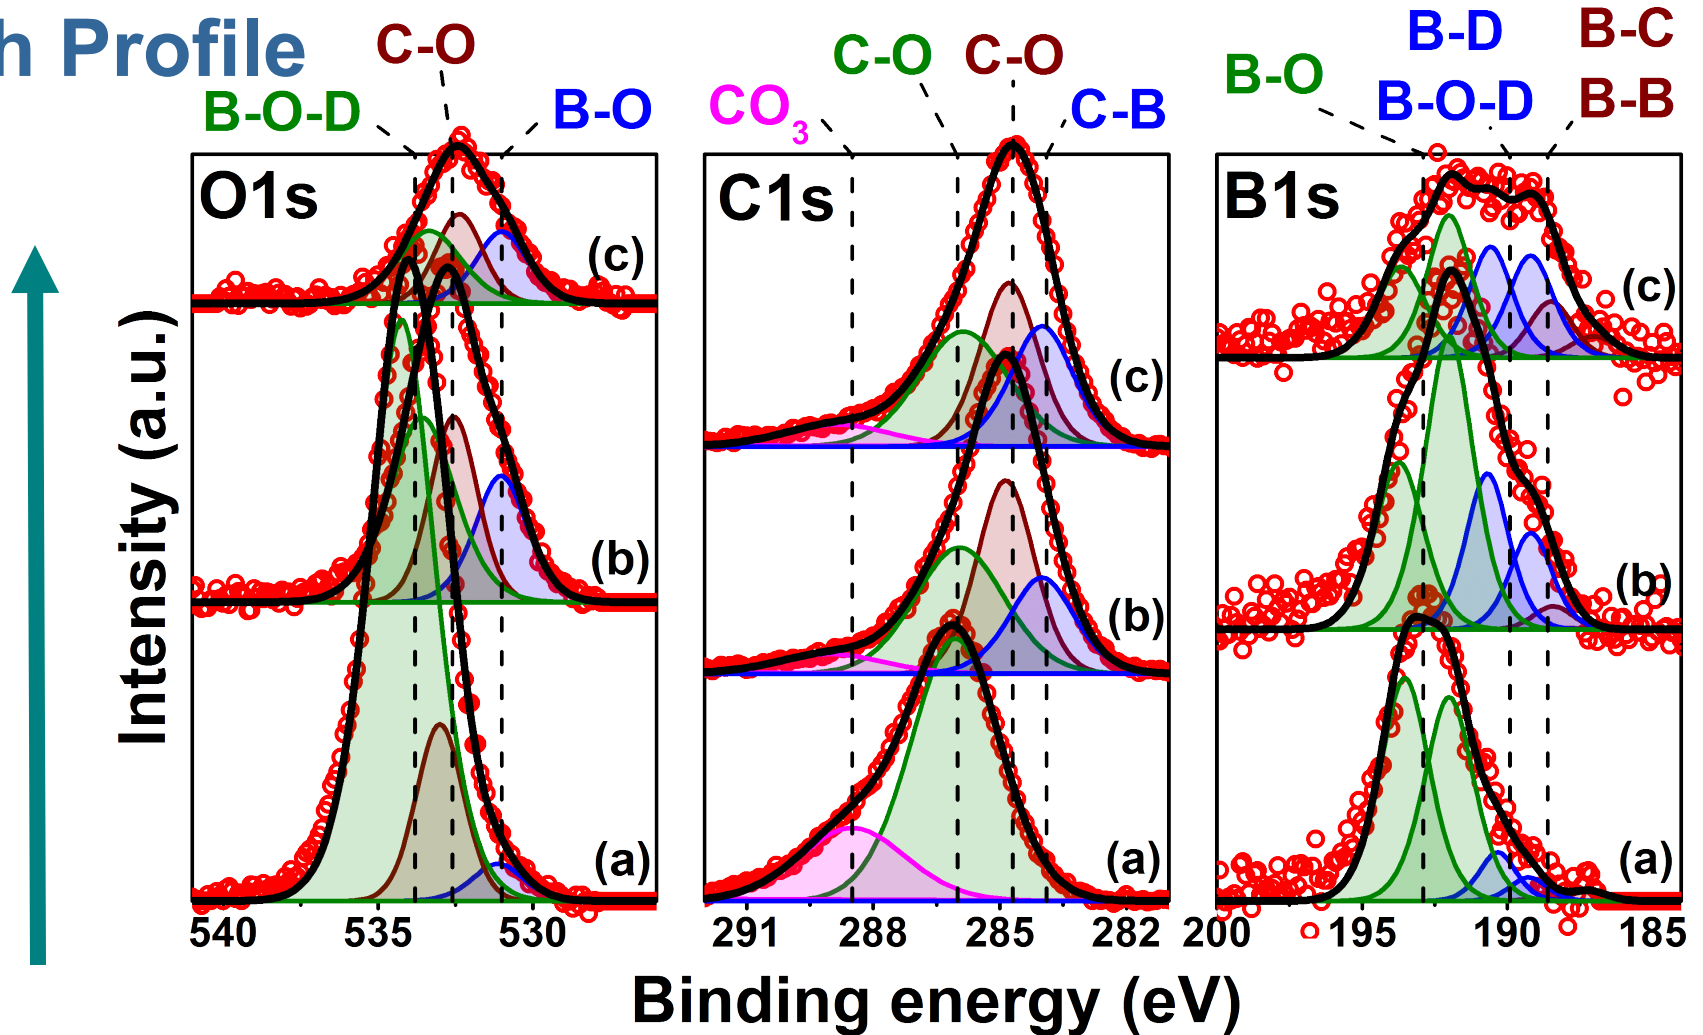 h Profile
C-O
B-O-D
B-O
C-O
C-O
CO3
C-B
B-O
B-D
B-C
B-O-D
B-B
O1s
(c)
(b)
(a)
C1s
(c)
(b)
(a)
B1s
(c)
(b)
(a)
Intensity (a.u.)
540 535 530
291 288 285 282
200 195 190 185
Binding energy (eV)